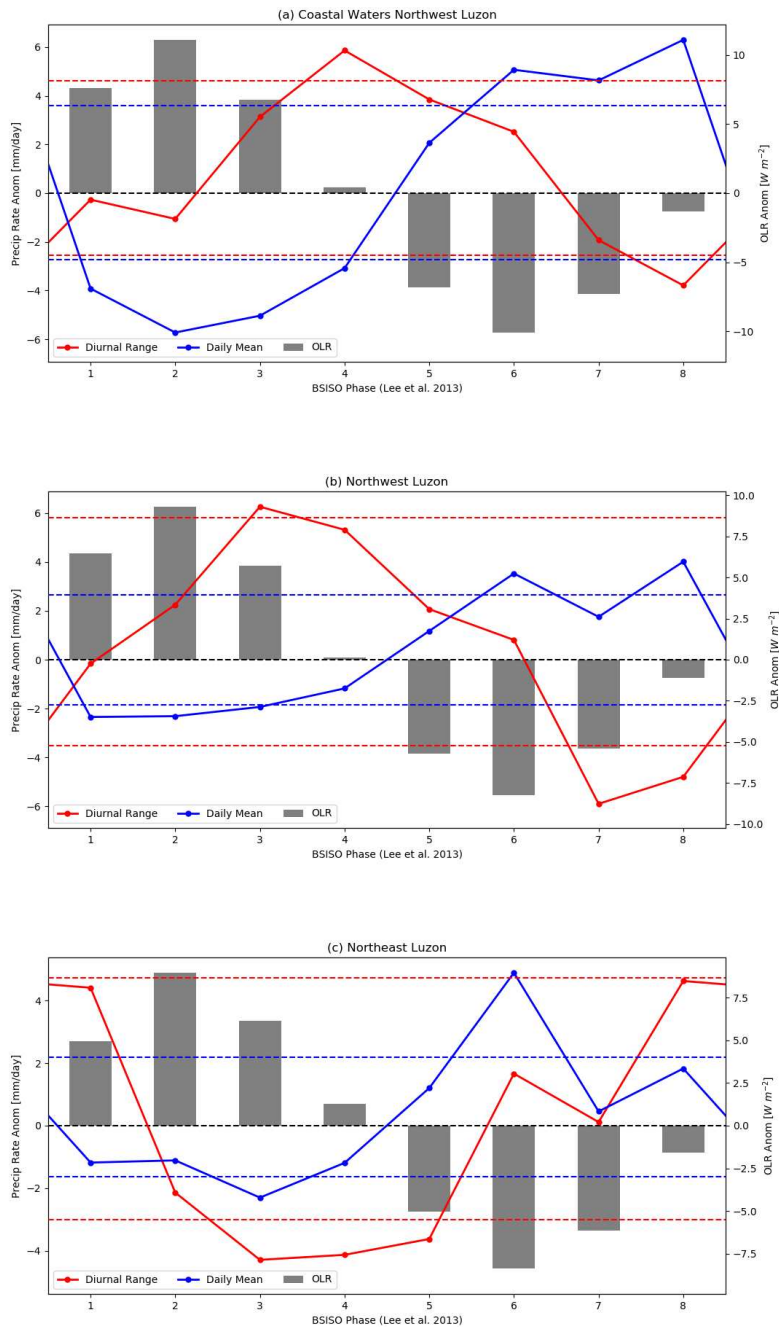 (a) Coastal Waters Northwest Luzon
6
4
2
0
−2
−4
−6
Precip Rate Anom [mm/day]
10
5
0
−5
−10
OLR Anom [W m⁻²]
Diurnal Range Daily Mean OLR
1 2 3 4 5 6 7 8
BSISO Phase (Lee et al. 2013)
(b) Northwest Luzon
6
4
2
0
−2
−4
−6
Precip Rate Anom [mm/day]
10.0
7.5
5.0
2.5
0.0
−2.5
−5.0
−7.5
−10.0
OLR Anom [W m⁻²]
Diurnal Range Daily Mean OLR
1 2 3 4 5 6 7 8
BSISO Phase (Lee et al. 2013)
(c) Northeast Luzon
4
2
0
−2
−4
Precip Rate Anom [mm/day]
7.5
5.0
2.5
0.0
−2.5
−5.0
−7.5
OLR Anom [W m⁻²]
Diurnal Range Daily Mean OLR
1 2 3 4 5 6 7 8
BSISO Phase (Lee et al. 2013)